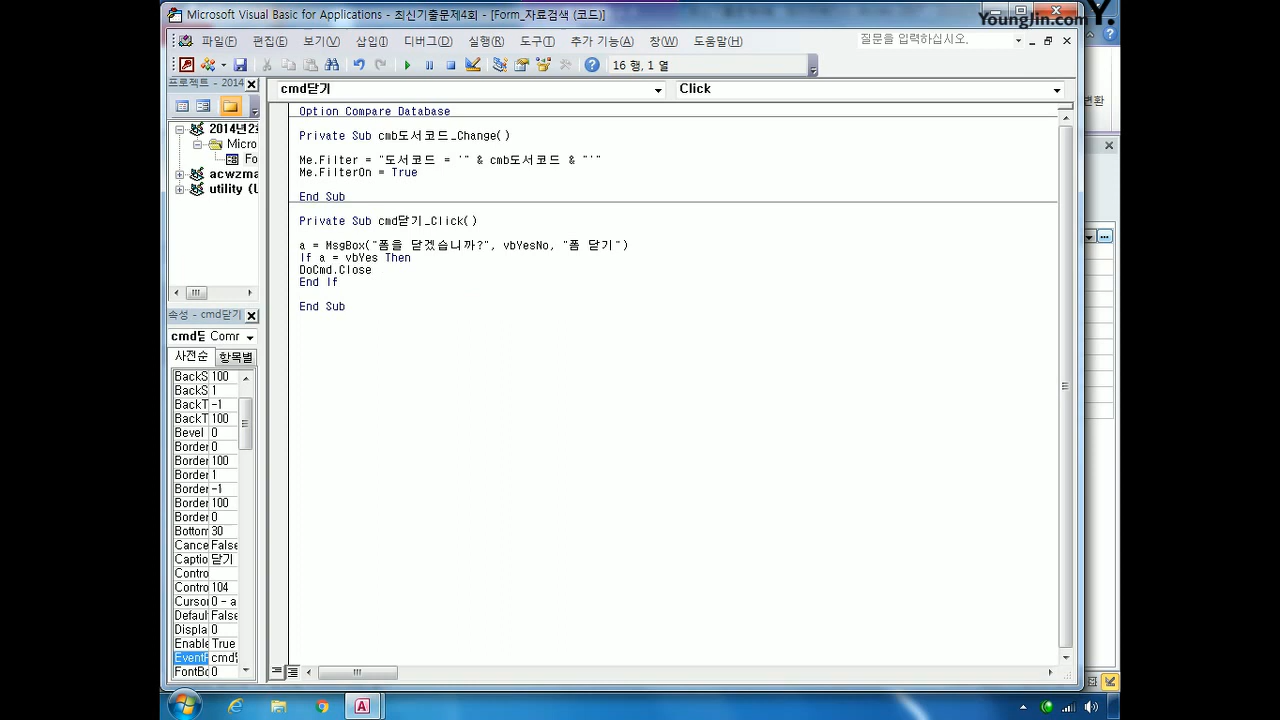 Microsoft Visual Basic for Applications - 최신기출문제4회 - [Form_자료검색 (코드)]
YoungJin.com Y.
파일(F) 편집(E) 보기(V) 삽입(I) 디버그(D) 실행(R) 도구(T) 추가 기능(A) 창(W) 도움말(H)
질문을 입력하십시오.
16 행, 1 열
프로젝트 - 2014
cmd닫기
Click
변환
2014년2회
Micro
Fo
acwzma
utility (U
Option Compare Database
Private Sub cmb도서코드_Change()
Me.Filter = "도서코드 = '" & cmb도서코드 & "'"
Me.FilterOn = True
End Sub
Private Sub cmd닫기_Click()
a = MsgBox("폼을 닫겠습니까?", vbYesNo, "폼 닫기")
If a = vbYes Then
DoCmd.Close
End If
End Sub
속성 - cmd닫기
Comr
사전순 항목별
BackS 100
BackS 1
BackT -1
BackT 100
Bevel 0
Border 0
Border 100
Border 1
Border -1
Border 100
Border 0
Bottom 30
Cance False
Captio 닫기
Contro
Contro 104
Cursor 0 - a
Default False
Displa 0
Enable True
EventF
FontBo 0